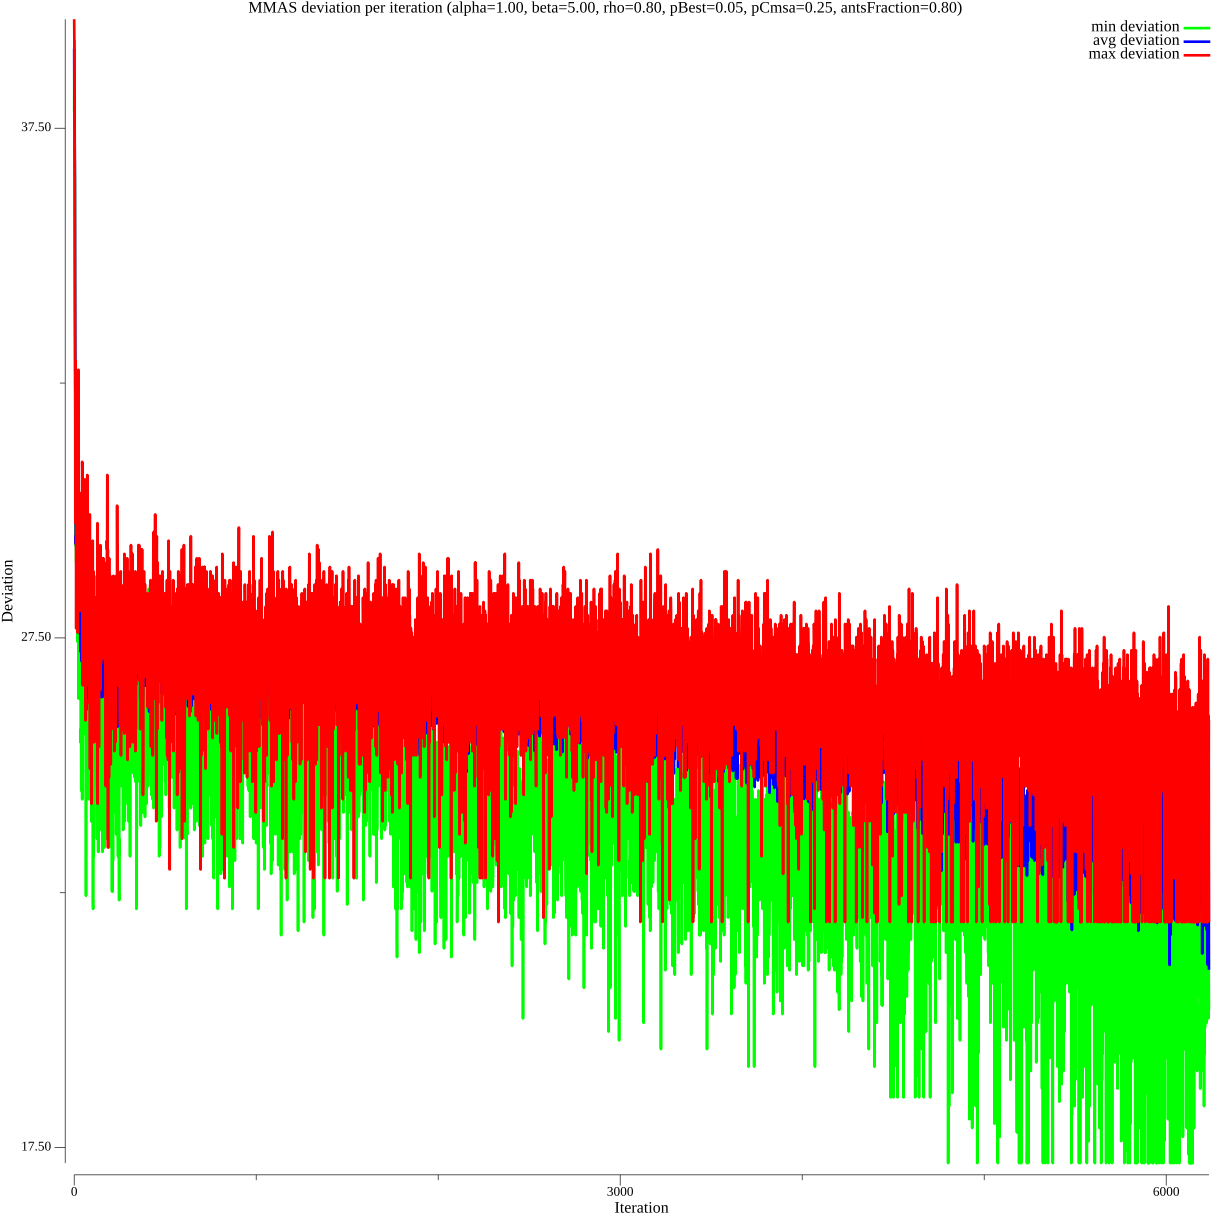 MMAS deviation per iteration (alpha=1.00, beta=5.00, rho=0.80, pBest=0.05, pCmsa=0.25, antsFraction=0.80)
min deviation
avg deviation
max deviation
37.50
Deviation
27.50
17.50
0 3000 6000
Iteration